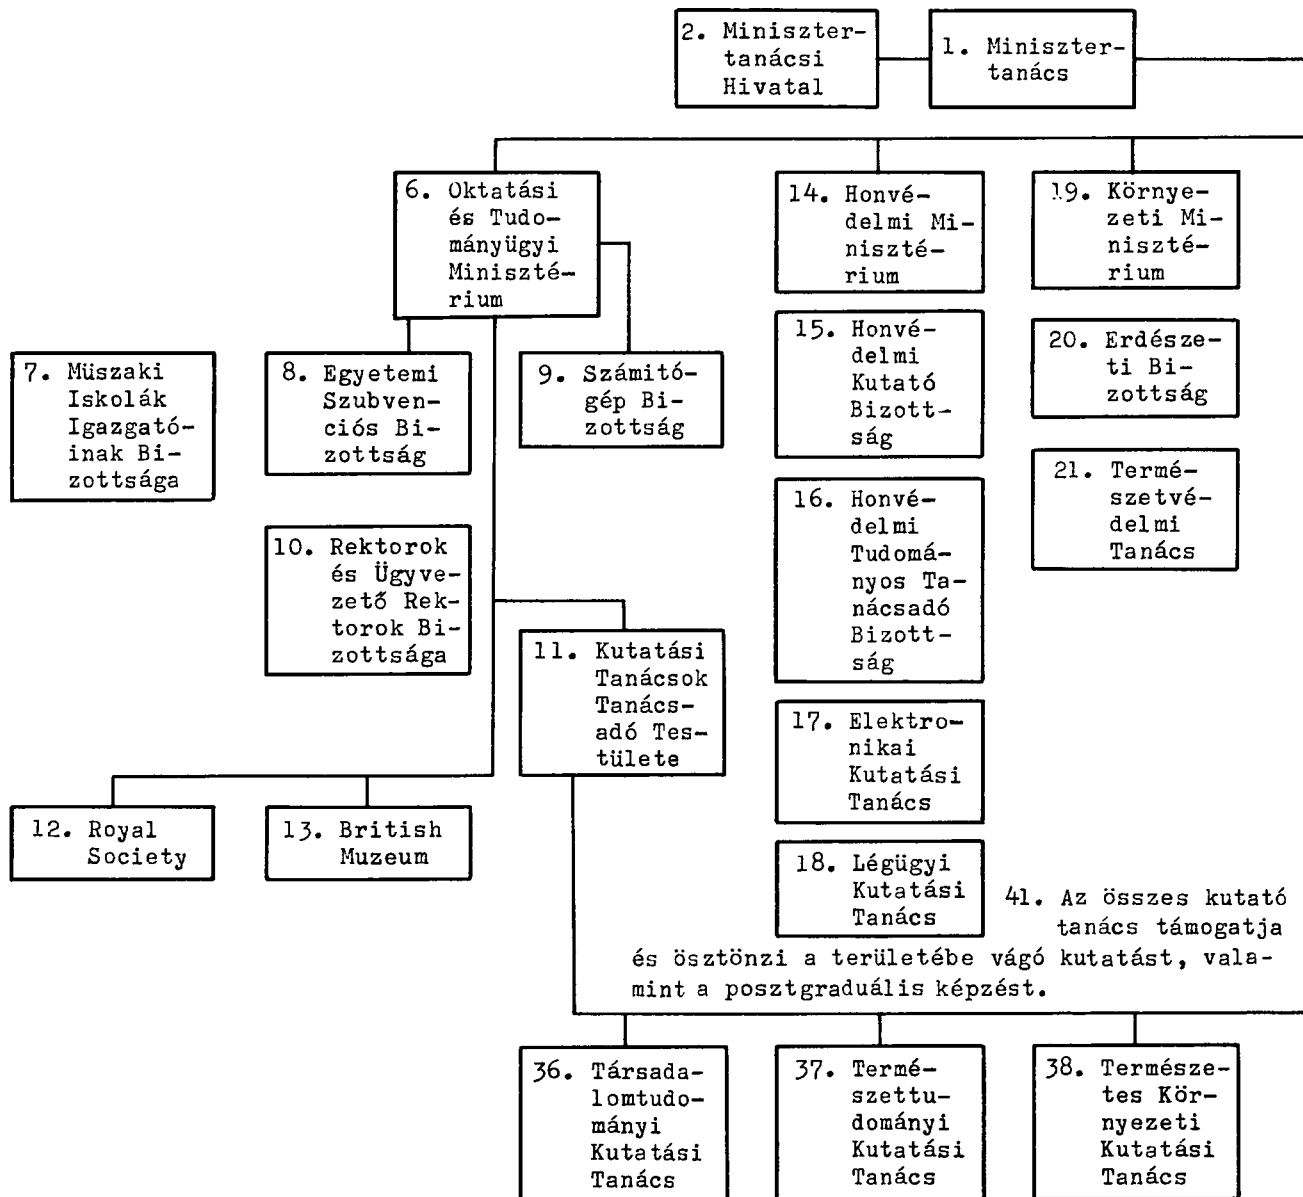 2. Miniszter-
tanácsi
Hivatal
1. Miniszter-
tanács
6. Oktatási
és Tudo-
mányügyi
Miniszté-
rium
14. Honvé-
delmi Mi-
niszté-
rium
19. Környe-
zeti Mi-
niszté-
rium
7. Müszaki
Iskolák
Igazgató-
inak Bi-
zottsága
8. Egyetemi
Szubven-
ciós Bi-
zottság
9. Számitó-
gép Bi-
zottság
15. Honvé-
delmi
Kutató
Bizott-
ság
20. Erdésze-
ti Bi-
zottság
10. Rektorok
és Ügyve-
zető Rek-
torok Bi-
zottsága
16. Honvé-
delmi
Tudomá-
nyos Ta-
nácsadó
Bizott-
ság
21. Termé-
szetvé-
delmi
Tanács
11. Kutatási
Tanácsok
Tanács-
adó Tes-
tülete
17. Elektro-
nikai
Kutatási
Tanács
12. Royal
Society
13. British
Muzeum
18. Légügyi
Kutatási
Tanács
41. Az összes kutató
tanács támogatja
és ösztönzi a területébe vágó kutatást, vala-
mint a posztgraduális képzést.
36. Társada-
lomtudo-
mányi
Kutatási
Tanács
37. Termé-
szettu-
dományi
Kutatási
Tanács
38. Természe-
tes Kör-
nyezeti
Kutatási
Tanács